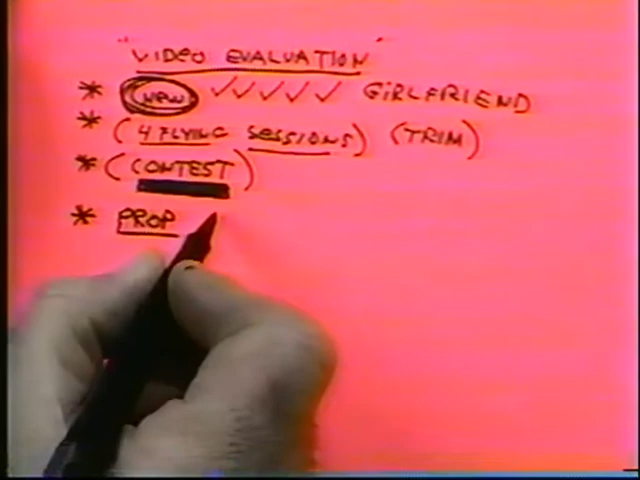 "VIDEO EVALUATION"
* NEW ✓✓✓✓✓ GIRLFRIEND
* (4 FLYING SESSIONS) (TRIM)
* (CONTEST)
* PROP